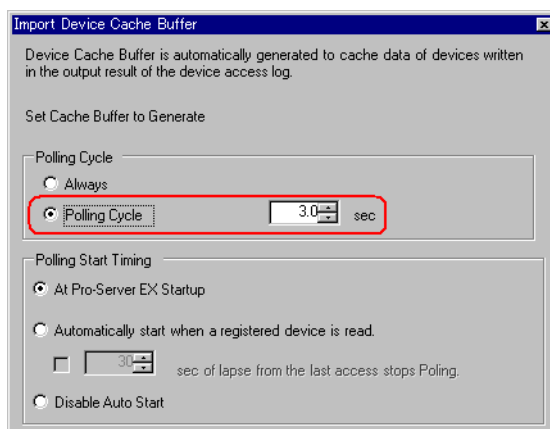 Import Device Cache Buffer
Device Cache Buffer is automatically generated to cache data of devices written
in the output result of the device access log.
Set Cache Buffer to Generate
Polling Cycle
Always
Polling Cycle 3.0 sec
Polling Start Timing
At Pro-Server EX Startup
Automatically start when a registered device is read.
30 sec of lapse from the last access stops Poling.
Disable Auto Start